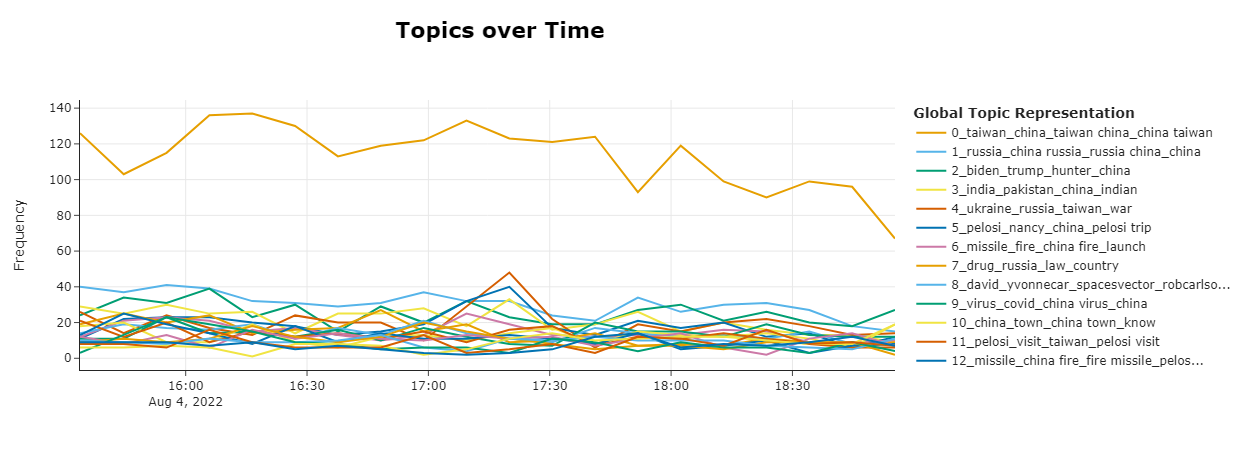 Topics over Time
Frequency
140
120
100
80
60
40
20
0
16:00
16:30
17:00
17:30
18:00
18:30
Aug 4, 2022
Global Topic Representation
0_taiwan_china_taiwan china_china taiwan
1_russia_china russia_russia china_china
2_biden_trump_hunter_china
3_india_pakistan_china_indian
4_ukraine_russia_taiwan_war
5_pelosi_nancy_china_pelosi trip
6_missile_fire_china fire_launch
7_drug_russia_law_country
8_david_yvonnecar_spacesvector_robcarlso...
9_virus_covid_china virus_china
10_china_town_china town_know
11_pelosi_visit_taiwan_pelosi visit
12_missile_china fire_fire missile_pelos...